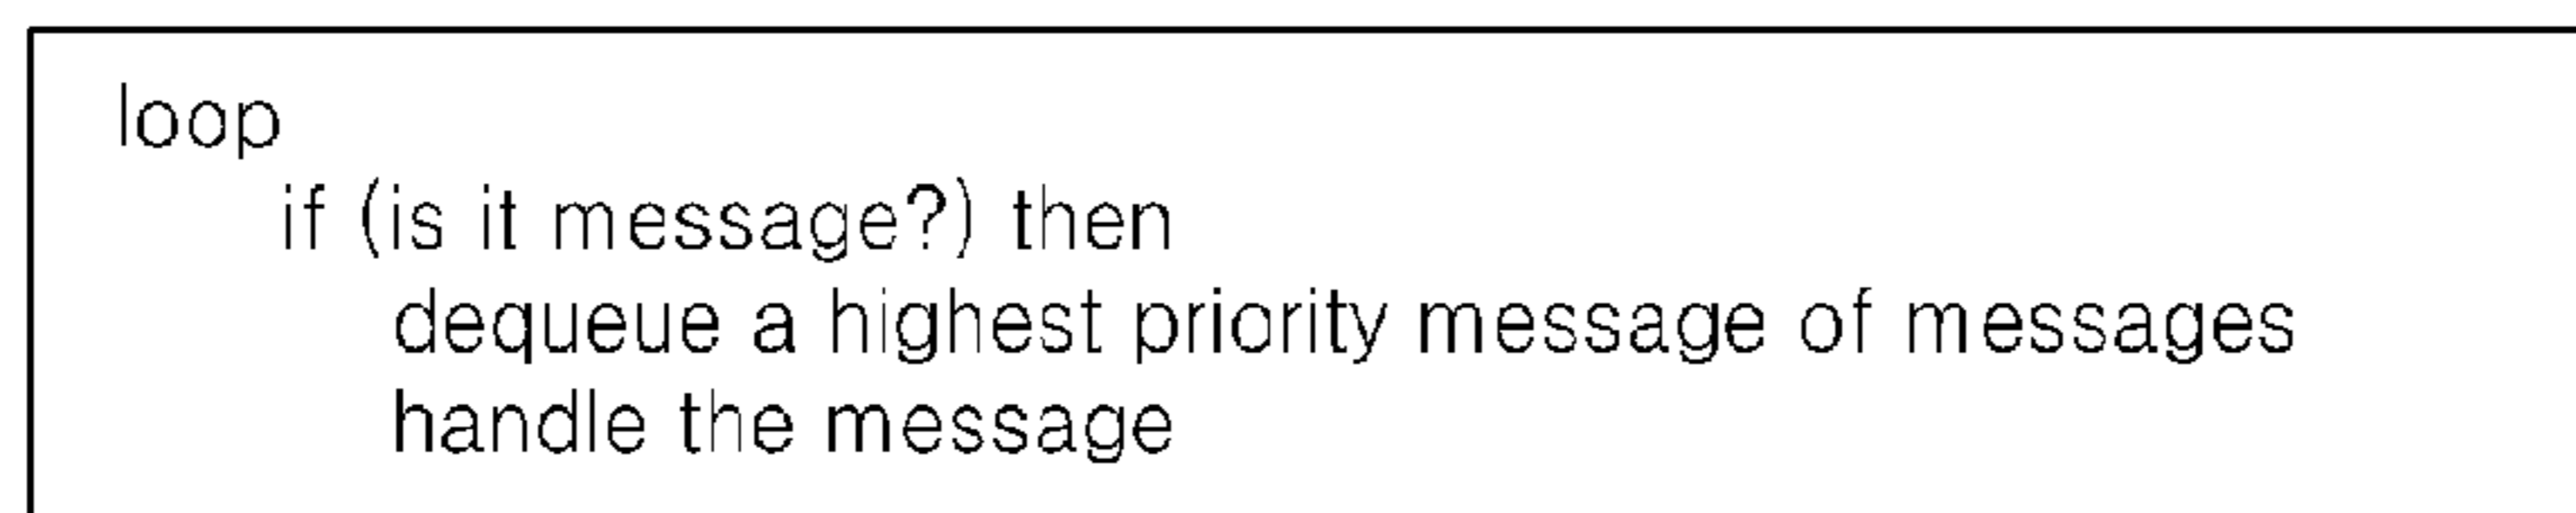 loop
if (is it message?) then
dequeue a highest priority message of messages
handle the message